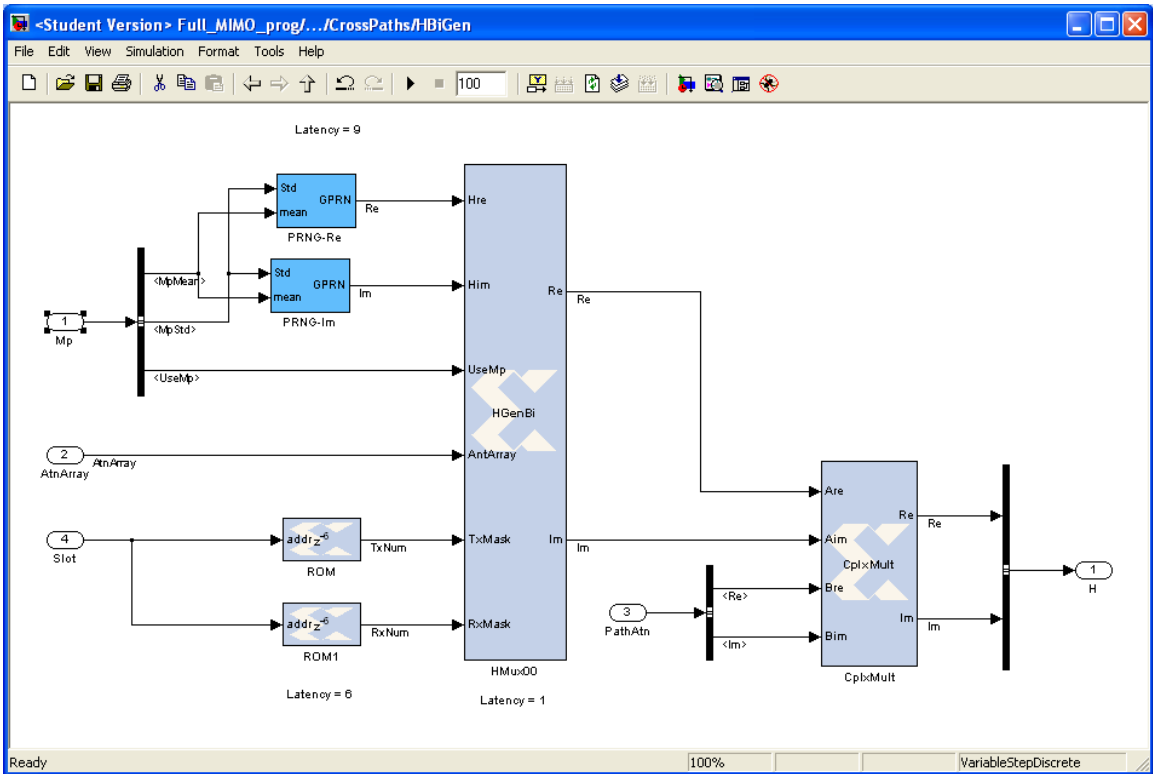 <Student Version> Full_MIMO_prog/.../CrossPaths/HBiGen
File Edit View Simulation Format Tools Help
100
Latency = 9
Std
GPRN
mean
Re
PRNG-Re
Hre
<MpMean>
Std
GPRN
mean
Im
PRNG-Im
Him
Re
Re
1
Mp
<MpStd>
<UseMp>
UseMp
HGenBi
2
AtnArray
AtnArray
AntArray
4
Slot
addr z-6
TxNum
ROM
TxMask
Im
Im
addr z-6
RxNum
ROM1
RxMask
HMux00
Latency = 6
Latency = 1
3
PathAtn
<Re>
<Im>
Are
Aim
Bre
Bim
Re
Re
CplxMult
Im
Im
CplxMult
1
H
Ready
100%
VariableStepDiscrete